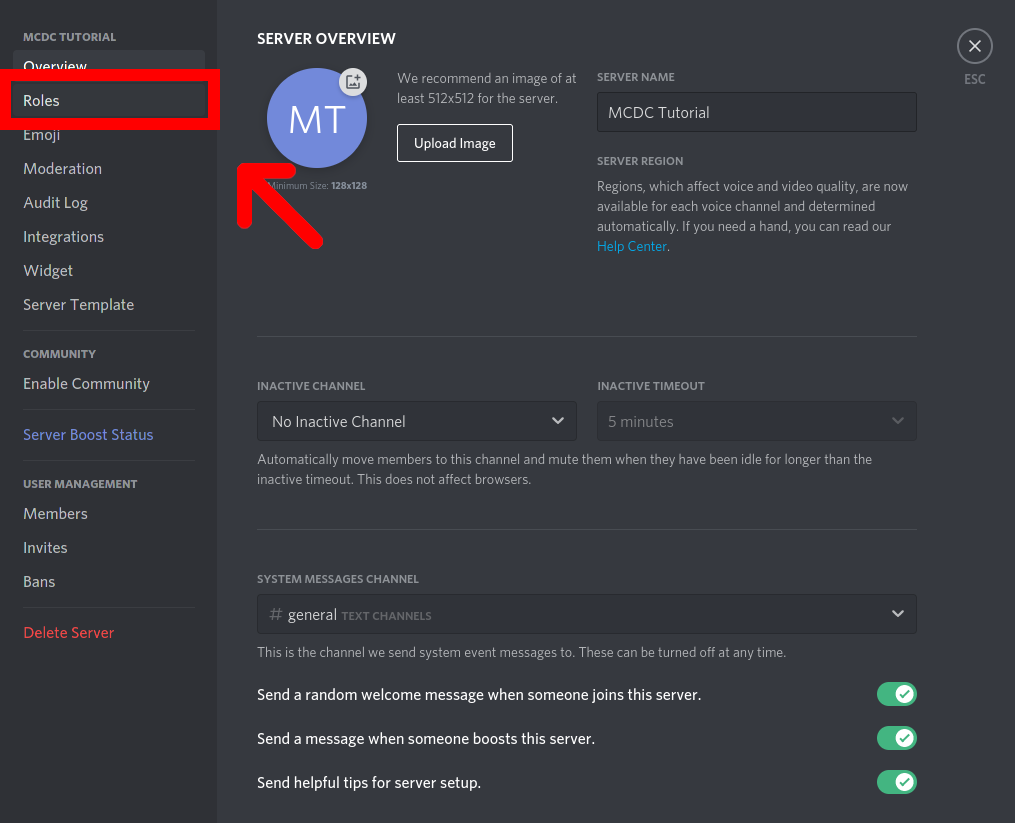 MCDC TUTORIAL
Overview
Roles
Emoji
Moderation
Audit Log
Integrations
Widget
Server Template
COMMUNITY
Enable Community
Server Boost Status
USER MANAGEMENT
Members
Invites
Bans
Delete Server
SERVER OVERVIEW
MT
Minimum Size: 128x128
We recommend an image of at
least 512x512 for the server.
Upload Image
SERVER NAME
MCDC Tutorial
SERVER REGION
Regions, which affect voice and video quality, are now
available for each voice channel and determined
automatically. If you need a hand, you can read our
Help Center.
ESC
INACTIVE CHANNEL
No Inactive Channel
INACTIVE TIMEOUT
5 minutes
Automatically move members to this channel and mute them when they have been idle for longer than the
inactive timeout. This does not affect browsers.
SYSTEM MESSAGES CHANNEL
# general TEXT CHANNELS
This is the channel we send system event messages to. These can be turned off at any time.
Send a random welcome message when someone joins this server.
Send a message when someone boosts this server.
Send helpful tips for server setup.